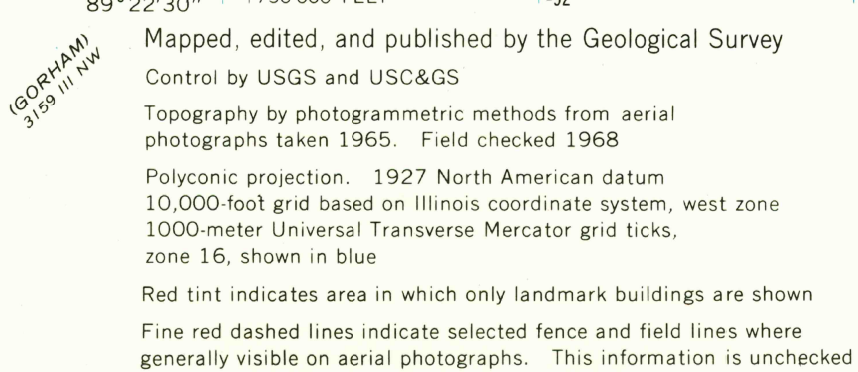 89°22'30"
(GORHAM)
3159 III NW
Mapped, edited, and published by the Geological Survey
Control by USGS and USC&GS
Topography by photogrammetric methods from aerial
photographs taken 1965. Field checked 1968
Polyconic projection. 1927 North American datum
10,000-foot grid based on Illinois coordinate system, west zone
1000-meter Universal Transverse Mercator grid ticks,
zone 16, shown in blue
Red tint indicates area in which only landmark buildings are shown
Fine red dashed lines indicate selected fence and field lines where
generally visible on aerial photographs. This information is unchecked